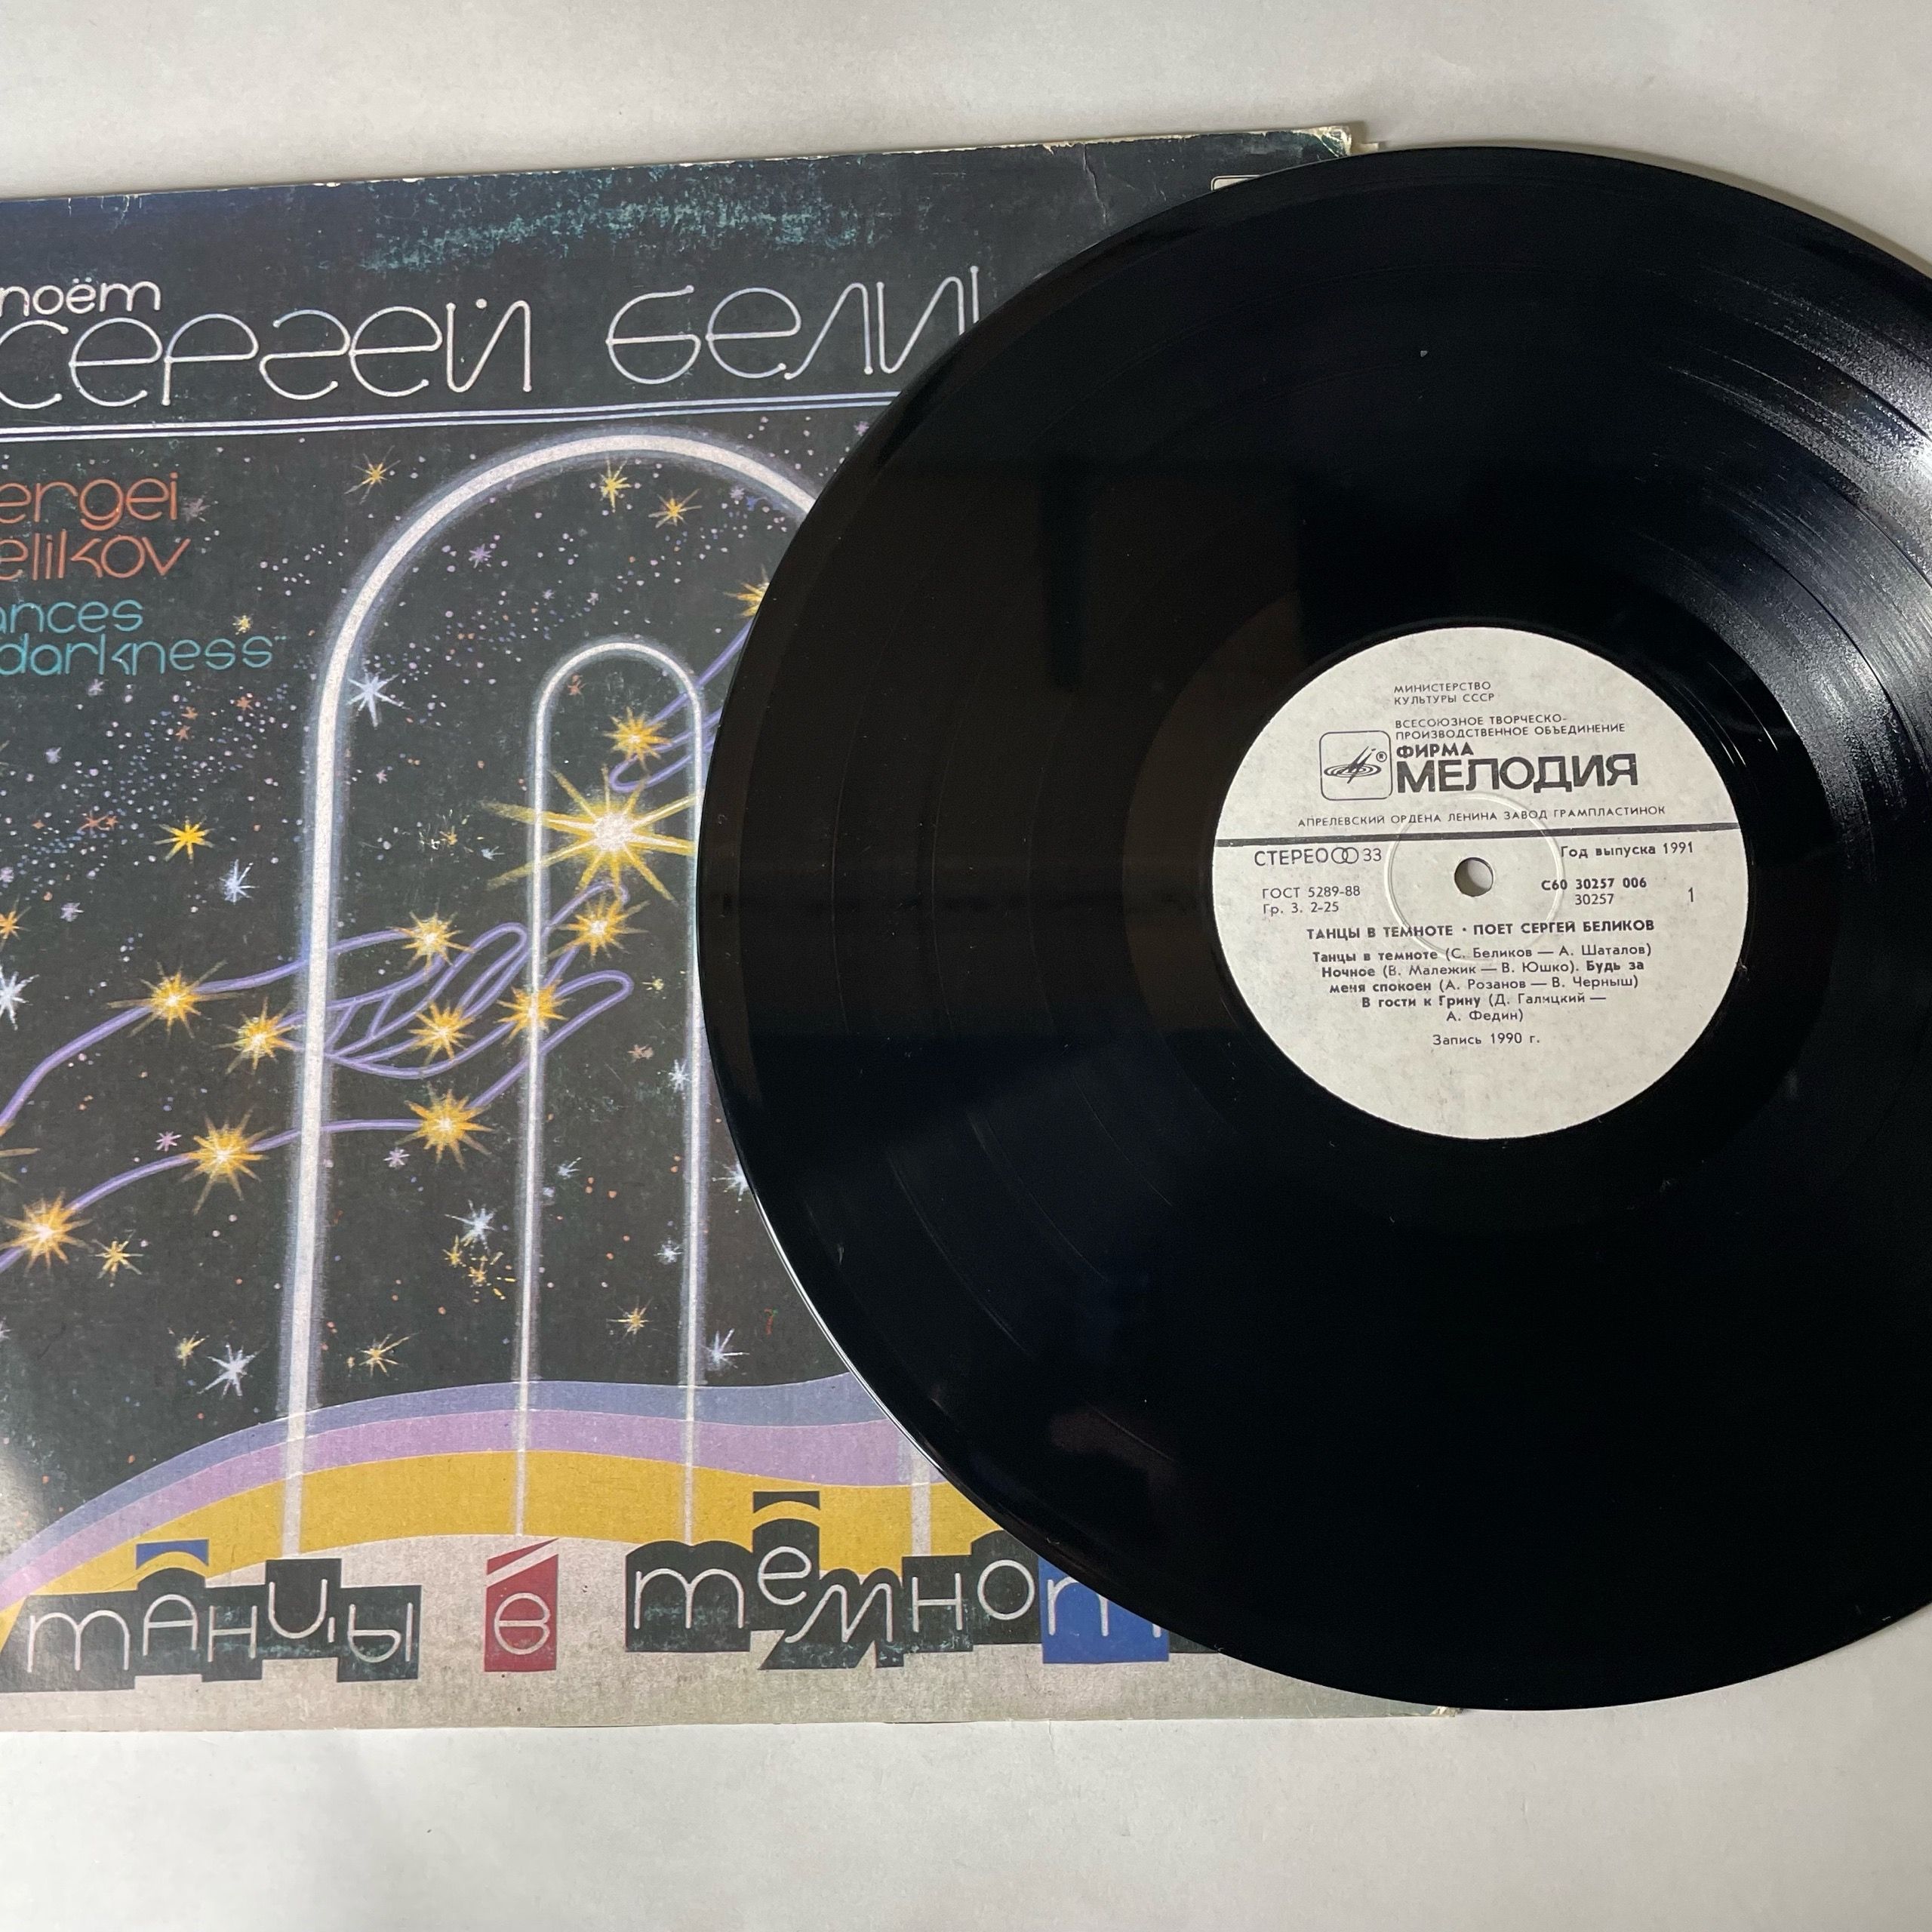 поём
сергей бели
ergei
elikov
ances
darkness"
танцы в темнот
МИНИСТЕРСТВО
КУЛЬТУРЫ СССР
ВСЕСОЮЗНОЕ ТВОРЧЕСКО-
ПРОИЗВОДСТВЕННОЕ ОБЪЕДИНЕНИЕ
ФИРМА
® МЕЛОДИЯ
АПРЕЛЕВСКИЙ ОРДЕНА ЛЕНИНА ЗАВОД ГРАМПЛАСТИНОК
СТЕРЕО 33
Год выпуска 1991
ГОСТ 5289-88
Гр. 3. 2-25
С60 30257 006
30257
1
ТАНЦЫ В ТЕМНОТЕ • ПОЕТ СЕРГЕЙ БЕЛИКОВ
Танцы в темноте (С. Беликов — А. Шаталов)
Ночное (В. Малежик — В. Юшко). Будь за
меня спокоен (А. Розанов — В. Черныш)
В гости к Грину (Д. Галицкий —
А. Федин)
Запись 1990 г.